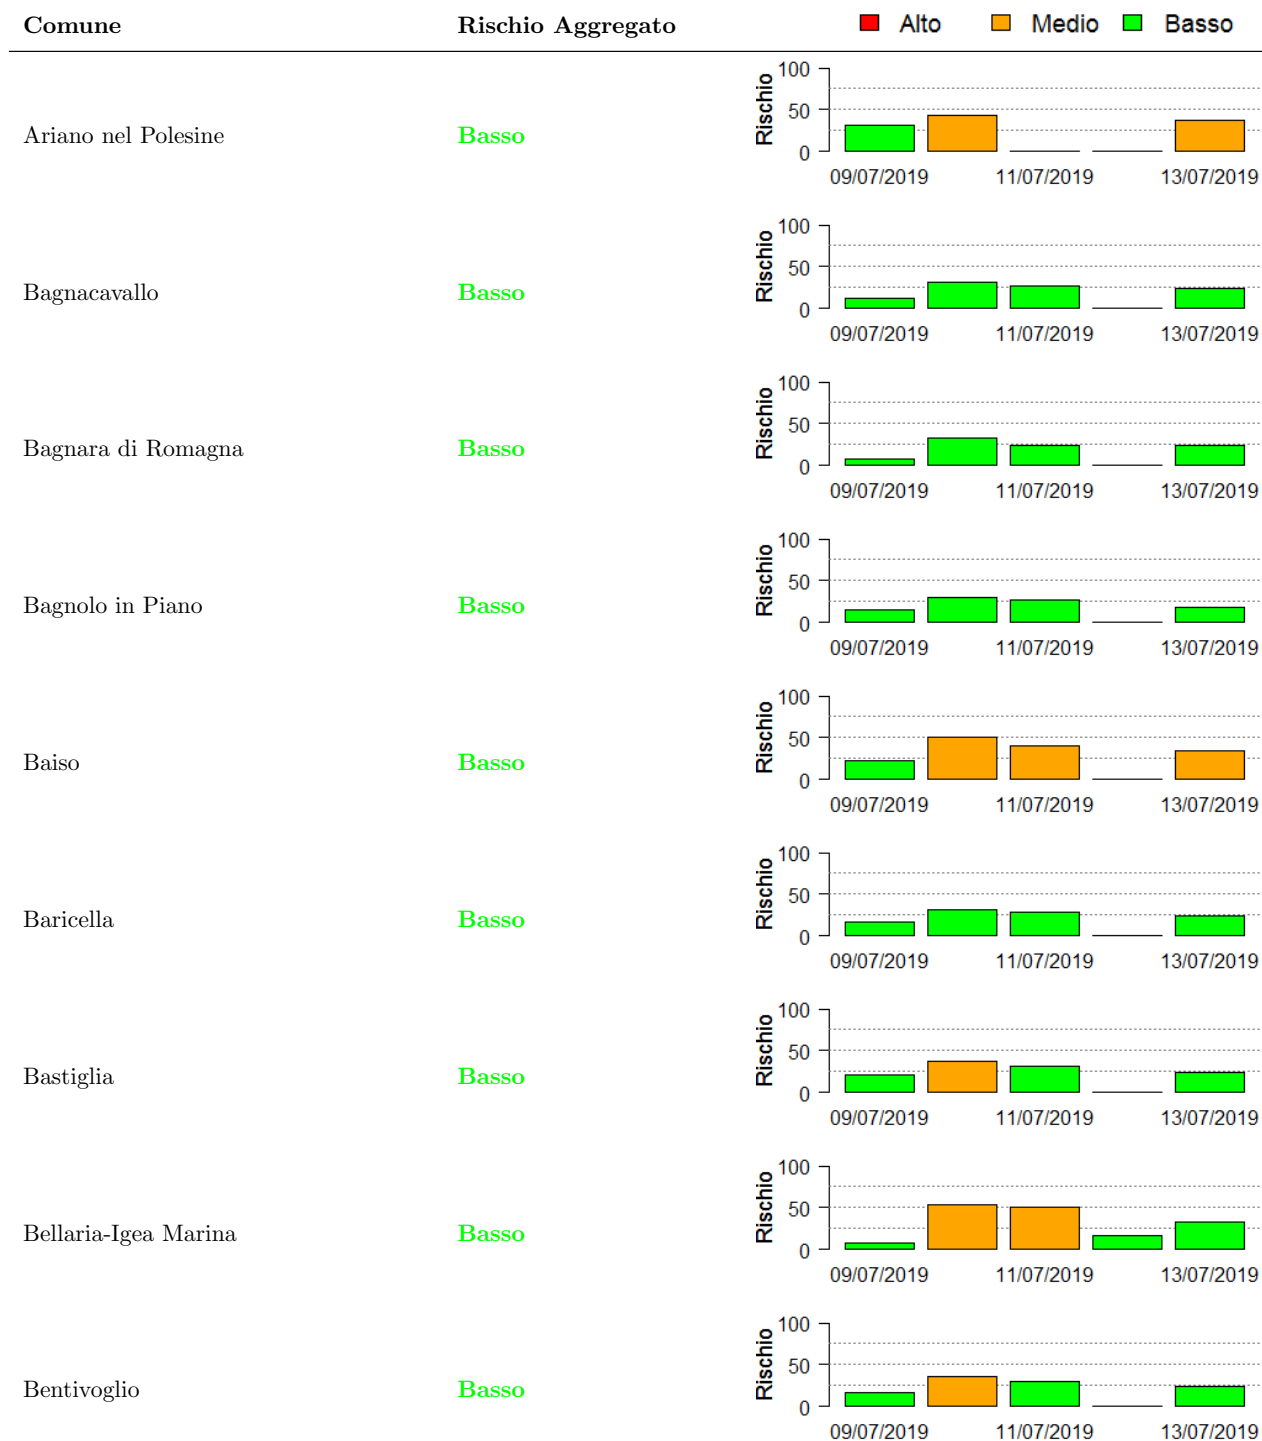 Comune Rischio Aggregato Alto Medio Basso
Ariano nel Polesine Basso Rischio 100 50 0
09/07/2019 11/07/2019 13/07/2019
Bagnacavallo Basso Rischio 100 50 0
09/07/2019 11/07/2019 13/07/2019
Bagnara di Romagna Basso Rischio 100 50 0
09/07/2019 11/07/2019 13/07/2019
Bagnolo in Piano Basso Rischio 100 50 0
09/07/2019 11/07/2019 13/07/2019
Baiso Basso Rischio 100 50 0
09/07/2019 11/07/2019 13/07/2019
Baricella Basso Rischio 100 50 0
09/07/2019 11/07/2019 13/07/2019
Bastiglia Basso Rischio 100 50 0
09/07/2019 11/07/2019 13/07/2019
Bellaria-Igea Marina Basso Rischio 100 50 0
09/07/2019 11/07/2019 13/07/2019
Bentivoglio Basso Rischio 100 50 0
09/07/2019 11/07/2019 13/07/2019